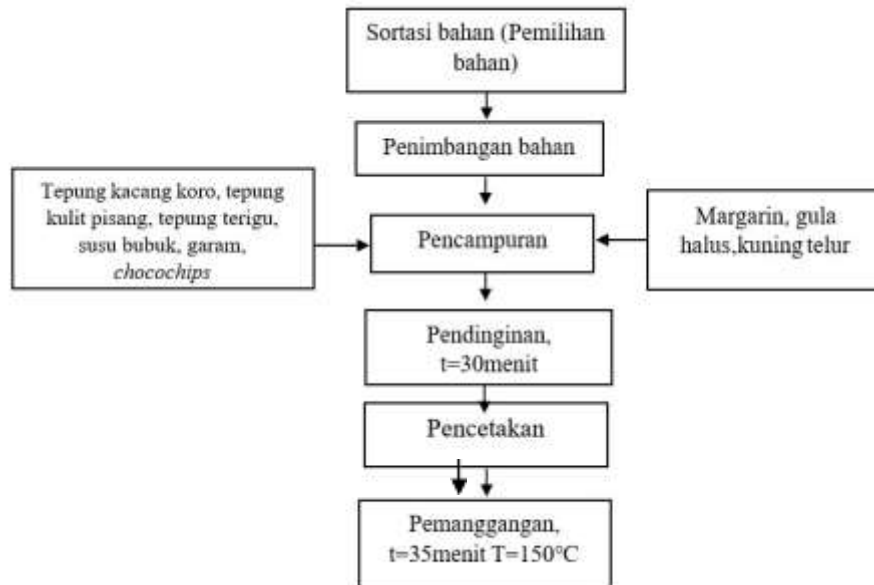 Sortasi bahan (Pemilihan
bahan)
Penimbangan bahan
Tepung kacang koro, tepung
kulit pisang, tepung terigu,
susu bubuk, garam,
chocochips
Pencampuran
Margarin, gula
halus,kuning telur
Pendinginan,
t=30menit
Pencetakan
Pemanggangan,
t=35menit T=150°C